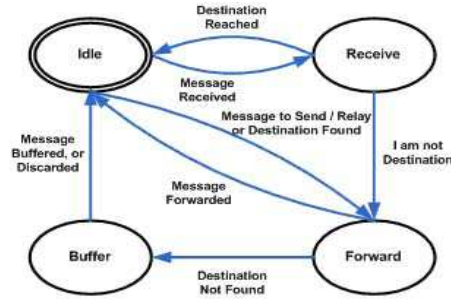 Destination
Reached
Idle
Receive
Message
Received
Message to Send / Relay
or Destination Found
I am not
Destination
Message
Buffered, or
Discarded
Message
Forwarded
Buffer
Forward
Destination
Not Found